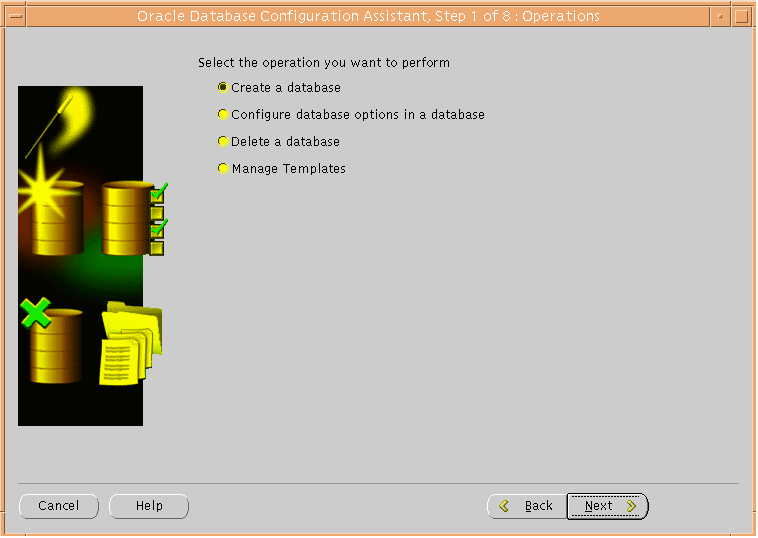 Oracle Database Configuration Assistant, Step 1 of 8 : Operations
Select the operation you want to perform
Create a database
Configure database options in a database
Delete a database
Manage Templates
Cancel
Help
Back
Next